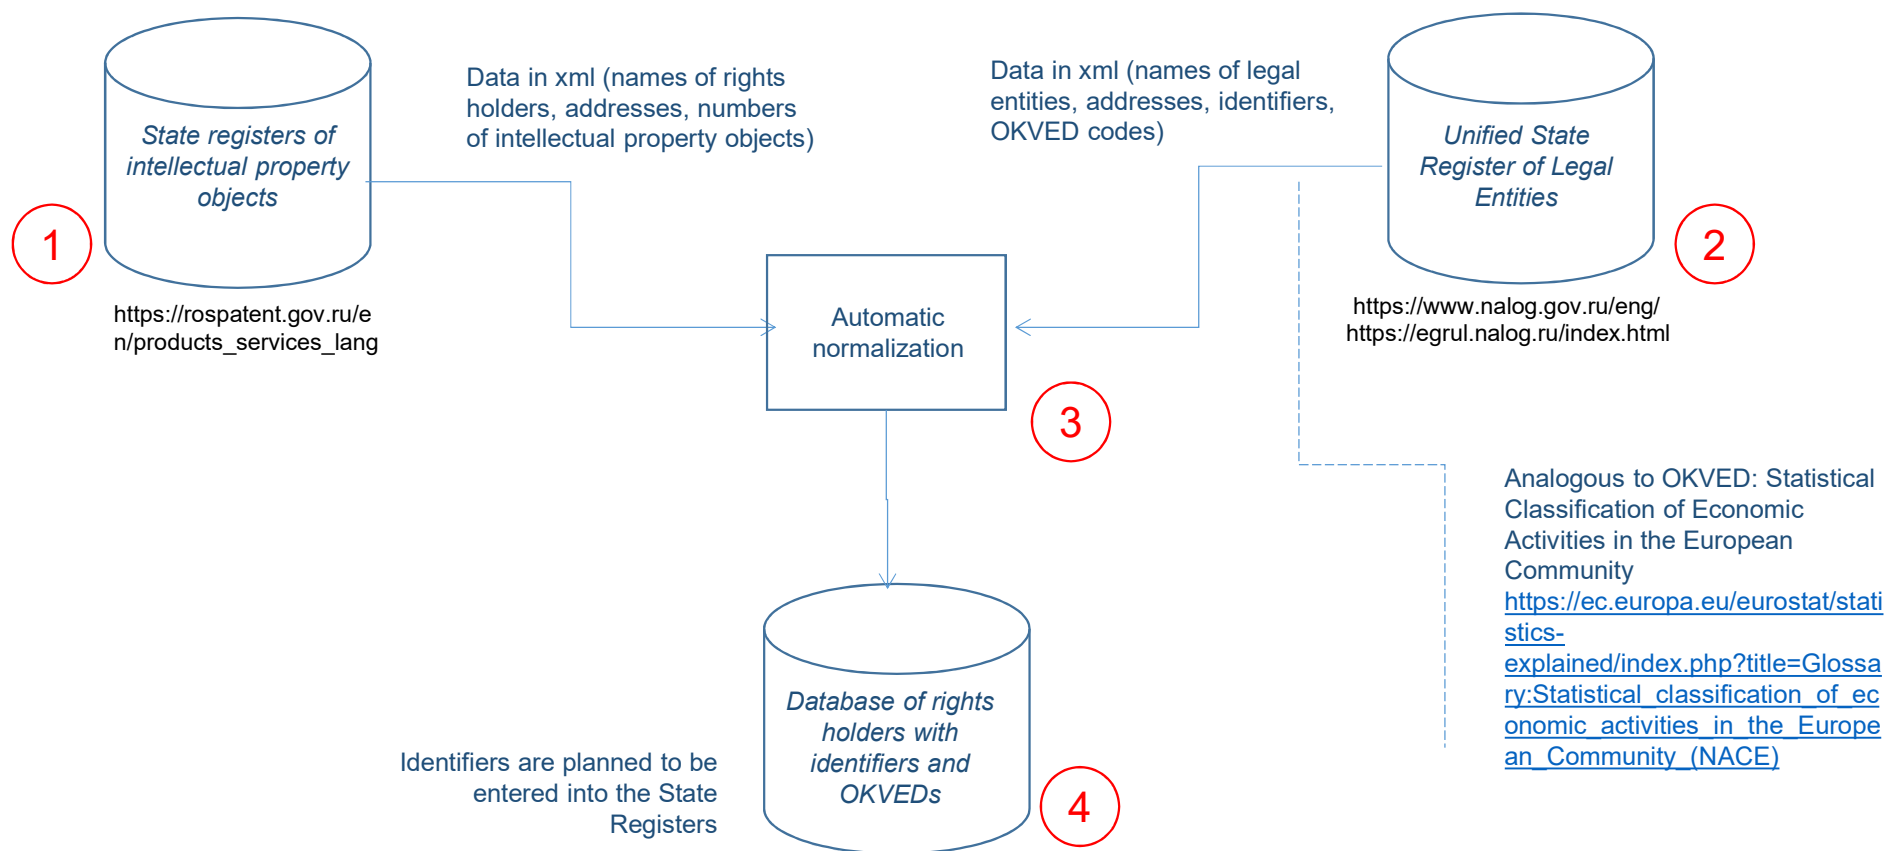 State registers of
intellectual property
objects
1
https://rospatent.gov.ru/e
n/products_services_lang
Data in xml (names of rights
holders, addresses, numbers
of intellectual property objects)
Data in xml (names of legal
entities, addresses, identifiers,
OKVED codes)
Unified State
Register of Legal
Entities
2
https://www.nalog.gov.ru/eng/
https://egrul.nalog.ru/index.html
Automatic
normalization
3
Analogous to OKVED: Statistical
Classification of Economic
Activities in the European
Community
https://ec.europa.eu/eurostat/stati
stics-
explained/index.php?title=Glossa
ry:Statistical_classification_of_ec
onomic_activities_in_the_Europe
an_Community_(NACE)
Database of rights
holders with
identifiers and
OKVEDs
4
Identifiers are planned to be
entered into the State
Registers